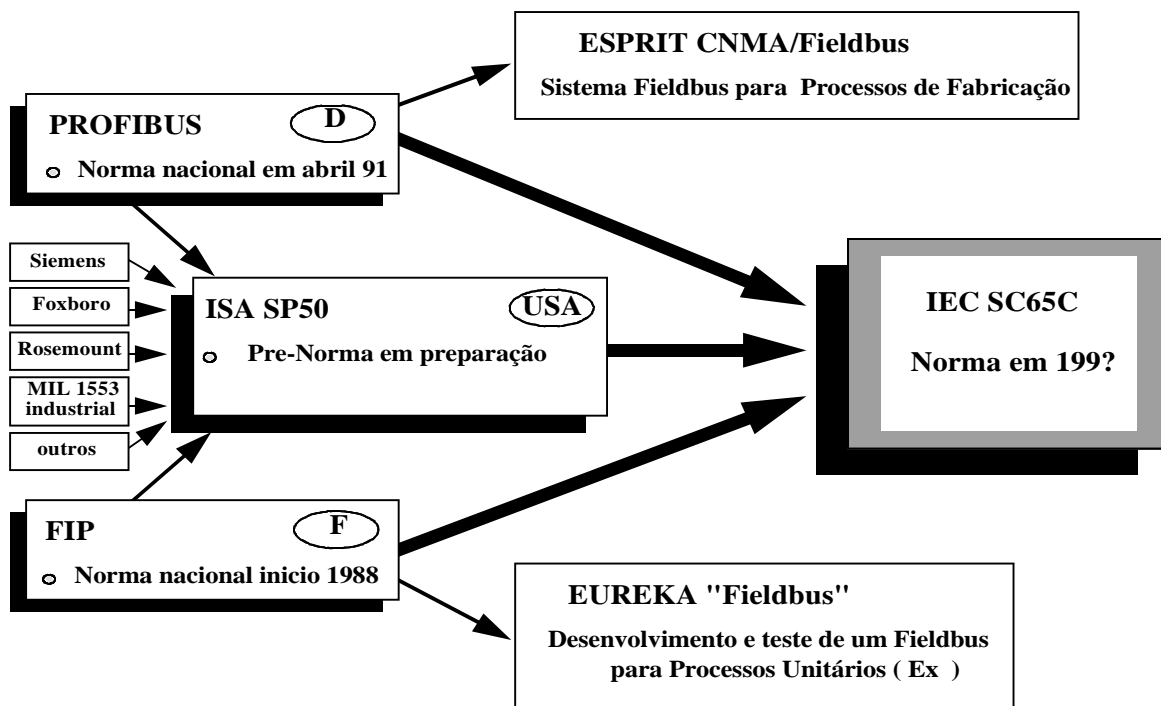 ESPRIT CNMA/Fieldbus
Sistema Fieldbus para Processos de Fabricação
PROFIBUS
D
Norma nacional em abril 91
Siemens
Foxboro
Rosemount
MIL 1553
industrial
outros
ISA SP50
USA
Pre-Norma em preparação
IEC SC65C
Norma em 199?
FIP
F
Norma nacional inicio 1988
EUREKA "Fieldbus"
Desenvolvimento e teste de um Fieldbus
para Processos Unitários ( Ex )